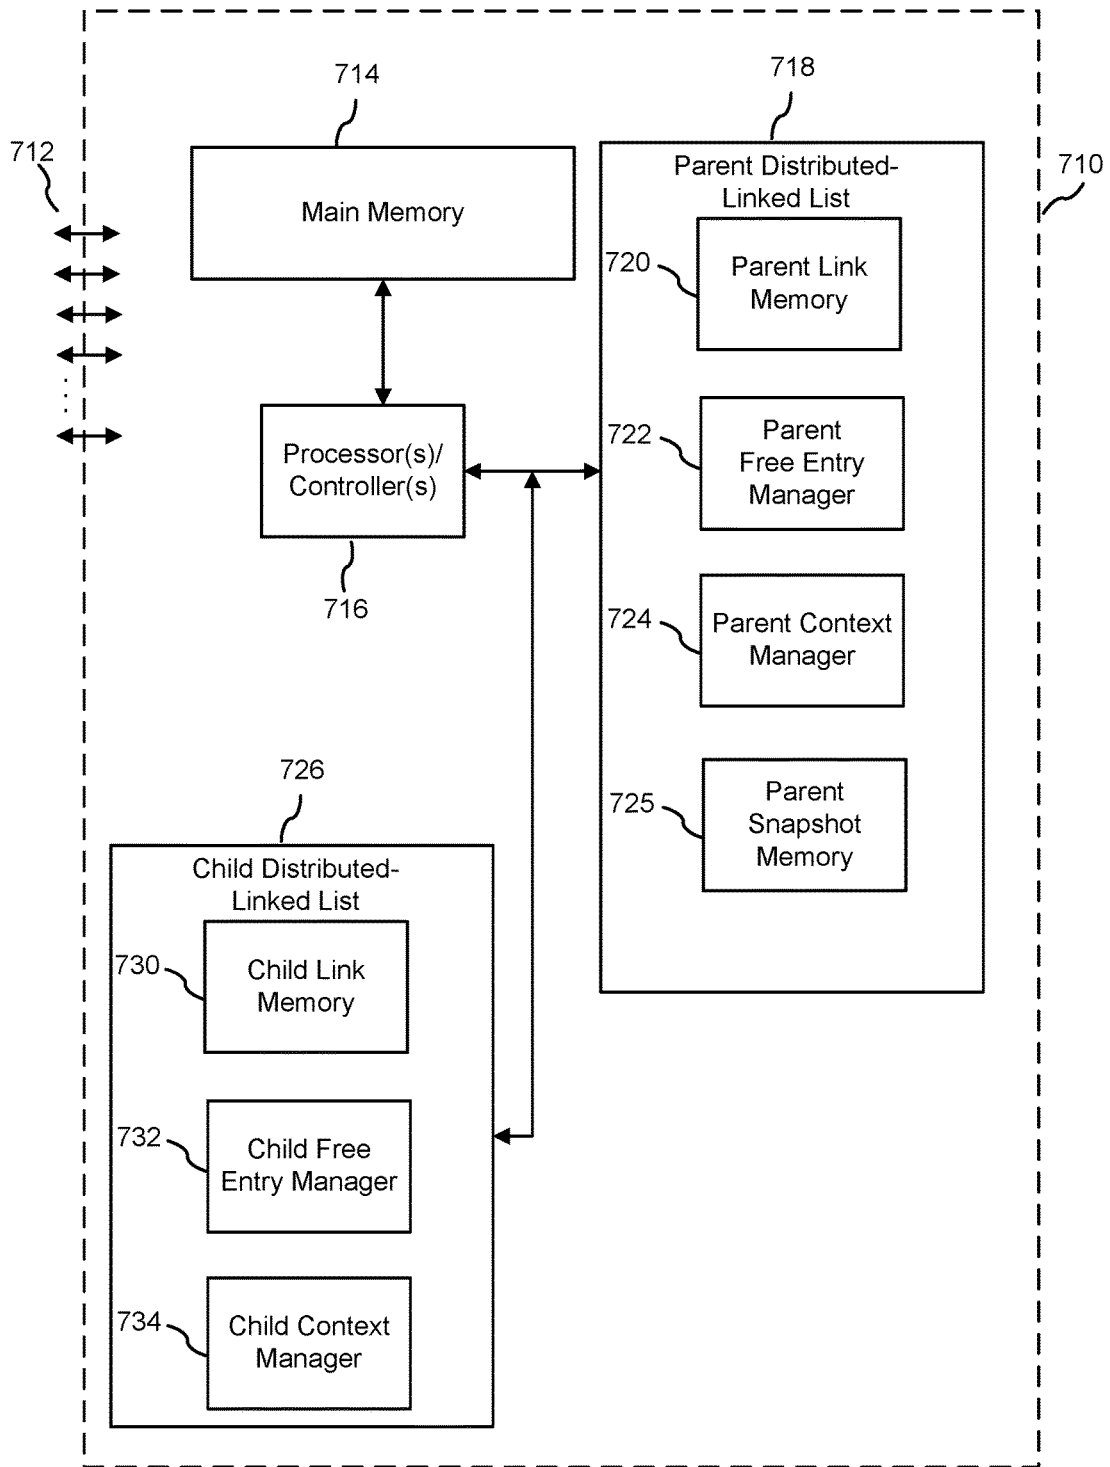 714
718
712
710
Main Memory
Parent Distributed-
Linked List
720
Parent Link
Memory
Processor(s)/
Controller(s)
716
722
Parent
Free Entry
Manager
724
Parent Context
Manager
725
Parent
Snapshot
Memory
726
Child Distributed-
Linked List
730
Child Link
Memory
732
Child Free
Entry Manager
734
Child Context
Manager